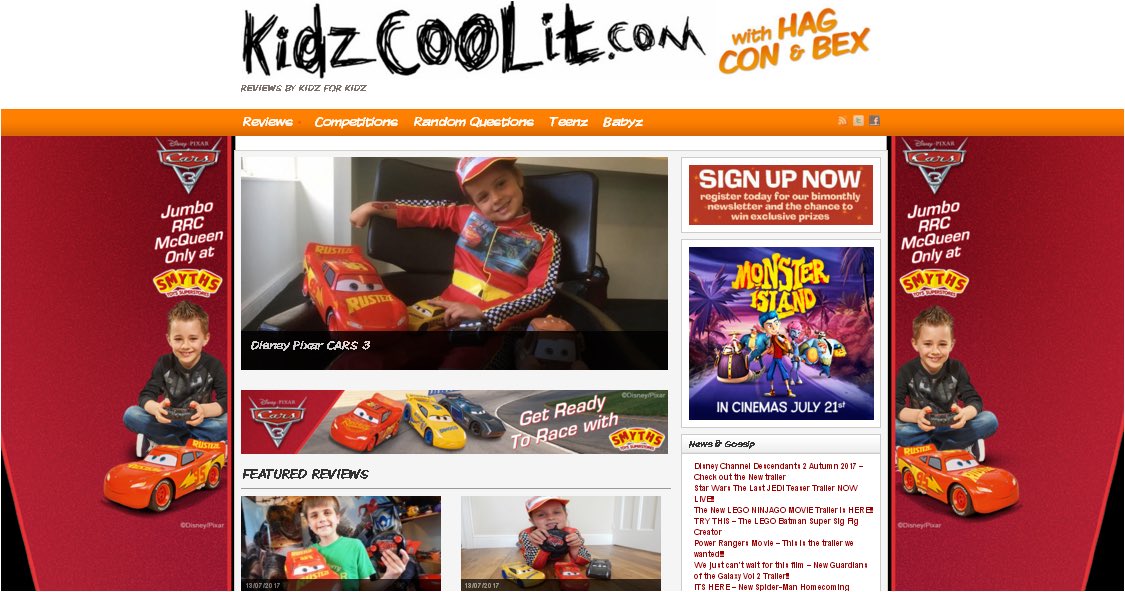 Kidz COOLit.com
with HAG
CON & BEX
REVIEWS BY KIDZ FOR KIDZ
Reviews
Competitions
Random Questions
Teenz
Babyz
Disney·PIXAR
Cars
3
Jumbo
RRC
McQueen
Only at
SMYTHS
TOYS SUPERSTORES
RUSTEZE
95
©Disney/Pixar
RUSTEZE
RUSTEZE
Disney Pixar CARS 3
Disney·PIXAR
Cars
3
Get Ready
To Race with
SMYTHS
TOYS SUPERSTORES
©Disney/Pixar
FEATURED REVIEWS
13/07/2017
13/07/2017
SIGN UP NOW
register today for our bimonthly
newsletter and the chance to
win exclusive prizes
MONSTER
ISLAND
IN CINEMAS JULY 21st
News & Gossip
Disney Channel Descendants 2 Autumn 2017 –
Check out the New trailer
Star Wars The Last JEDI Teaser Trailer NOW
LIVE!!!
The New LEGO NINJAGO MOVIE Trailer is HERE!!!
TRY THIS – The LEGO Batman Super Sig Fig
Creator
Power Rangers Movie – This is the trailer we
wanted!!!
We just can't wait for this film – New Guardians
of the Galaxy Vol 2 Trailer!!
ITS HERE – New Spider-Man Homecoming
Disney·PIXAR
Cars
3
Jumbo
RRC
McQueen
Only at
SMYTHS
TOYS SUPERSTORES
RUSTEZE
95
©Disney/Pixar